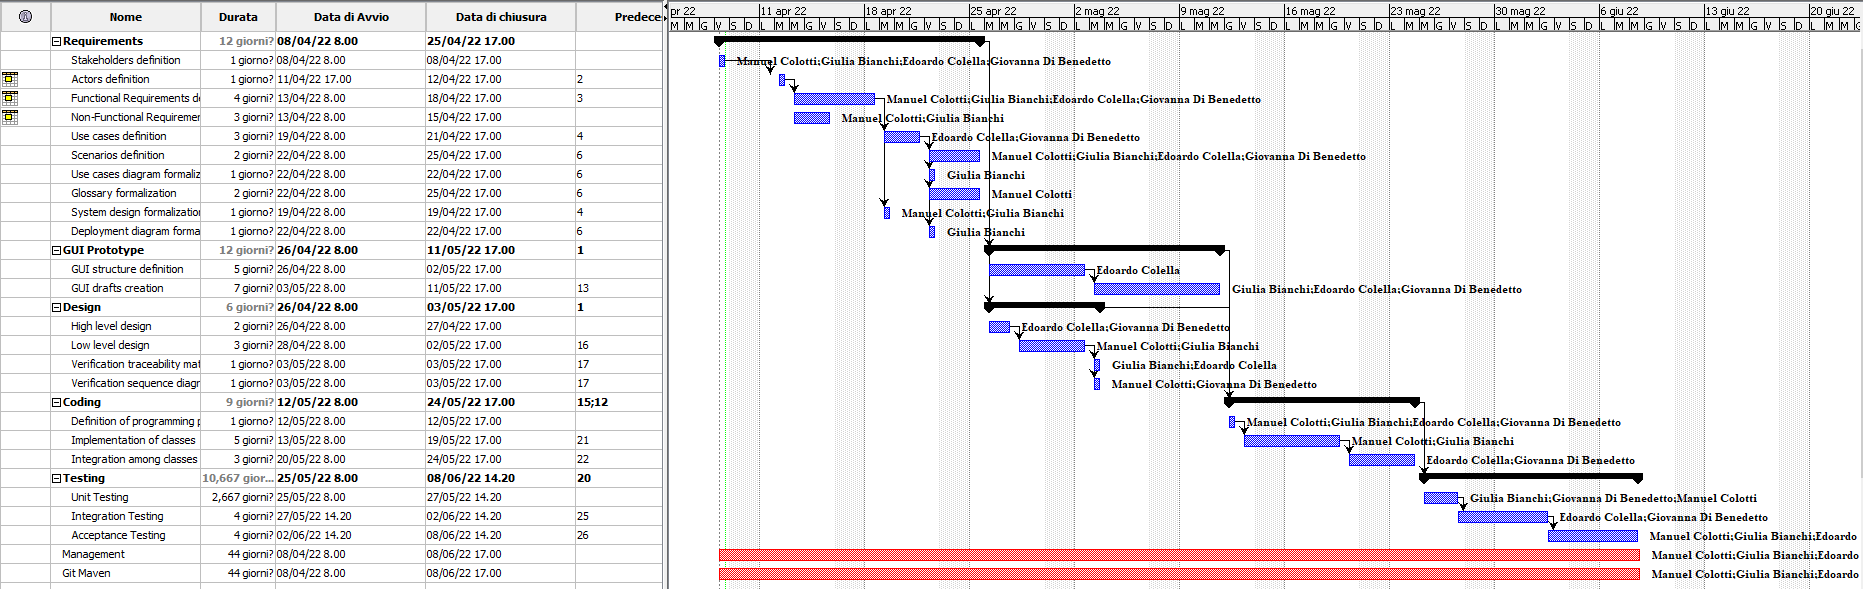 Nome Durata Data di Avvio Data di chiusura Predece
pr 22 11 apr 22 18 apr 22 25 apr 22 2 mag 22 9 mag 22 16 mag 22 23 mag 22 30 mag 22 6 giu 22 13 giu 22 20 giu 22
M M G V S D L M M G V S D L M M G V S D L M M G V S D L M M G V S D L M M G V S D L M M G V S D L M M G V S D L M M G V S D L M M G V S D L M M G V S D L M M G
Requirements 12 giorni? 08/04/22 8.00 25/04/22 17.00
Stakeholders definition 1 giorno? 08/04/22 8.00 08/04/22 17.00 Manuel Colotti;Giulia Bianchi;Edoardo Colella;Giovanna Di Benedetto
Actors definition 1 giorno? 11/04/22 17.00 12/04/22 17.00 2
Functional Requirements de 4 giorni? 13/04/22 8.00 18/04/22 17.00 3 Manuel Colotti;Giulia Bianchi;Edoardo Colella;Giovanna Di Benedetto
Non-Functional Requiremer 3 giorni? 13/04/22 8.00 15/04/22 17.00 Manuel Colotti;Giulia Bianchi
Use cases definition 3 giorni? 19/04/22 8.00 21/04/22 17.00 4 Edoardo Colella;Giovanna Di Benedetto
Scenarios definition 2 giorni? 22/04/22 8.00 25/04/22 17.00 6 Manuel Colotti;Giulia Bianchi;Edoardo Colella;Giovanna Di Benedetto
Use cases diagram formaliz 1 giorno? 22/04/22 8.00 22/04/22 17.00 6 Giulia Bianchi
Glossary formalization 2 giorni? 22/04/22 8.00 25/04/22 17.00 6 Manuel Colotti
System design formalizatior 1 giorno? 19/04/22 8.00 19/04/22 17.00 4 Manuel Colotti;Giulia Bianchi
Deployment diagram forma 1 giorno? 22/04/22 8.00 22/04/22 17.00 6 Giulia Bianchi
GUI Prototype 12 giorni? 26/04/22 8.00 11/05/22 17.00 1
GUI structure definition 5 giorni? 26/04/22 8.00 02/05/22 17.00 Edoardo Colella
GUI drafts creation 7 giorni? 03/05/22 8.00 11/05/22 17.00 13 Giulia Bianchi;Edoardo Colella;Giovanna Di Benedetto
Design 6 giorni? 26/04/22 8.00 03/05/22 17.00 1
High level design 2 giorni? 26/04/22 8.00 27/04/22 17.00 Edoardo Colella;Giovanna Di Benedetto
Low level design 3 giorni? 28/04/22 8.00 02/05/22 17.00 16 Manuel Colotti;Giulia Bianchi
Verification traceability mat 1 giorno? 03/05/22 8.00 03/05/22 17.00 17 Giulia Bianchi;Edoardo Colella
Verification sequence diagr 1 giorno? 03/05/22 8.00 03/05/22 17.00 17 Manuel Colotti;Giovanna Di Benedetto
Coding 9 giorni? 12/05/22 8.00 24/05/22 17.00 15;12
Definition of programming p 1 giorno? 12/05/22 8.00 12/05/22 17.00 Manuel Colotti;Giulia Bianchi;Edoardo Colella;Giovanna Di Benedetto
Implementation of classes 5 giorni? 13/05/22 8.00 19/05/22 17.00 21 Manuel Colotti;Giulia Bianchi
Integration among classes 3 giorni? 20/05/22 8.00 24/05/22 17.00 22 Edoardo Colella;Giovanna Di Benedetto
Testing 10,667 gior... 25/05/22 8.00 08/06/22 14.20 20
Unit Testing 2,667 giorni? 25/05/22 8.00 27/05/22 14.20 Giulia Bianchi;Giovanna Di Benedetto;Manuel Colotti
Integration Testing 4 giorni? 27/05/22 14.20 02/06/22 14.20 25 Edoardo Colella;Giovanna Di Benedetto
Acceptance Testing 4 giorni? 02/06/22 14.20 08/06/22 14.20 26 Manuel Colotti;Giulia Bianchi;Edoardo
Management 44 giorni? 08/04/22 8.00 08/06/22 17.00 Manuel Colotti;Giulia Bianchi;Edoardo
Git Maven 44 giorni? 08/04/22 8.00 08/06/22 17.00 Manuel Colotti;Giulia Bianchi;Edoardo